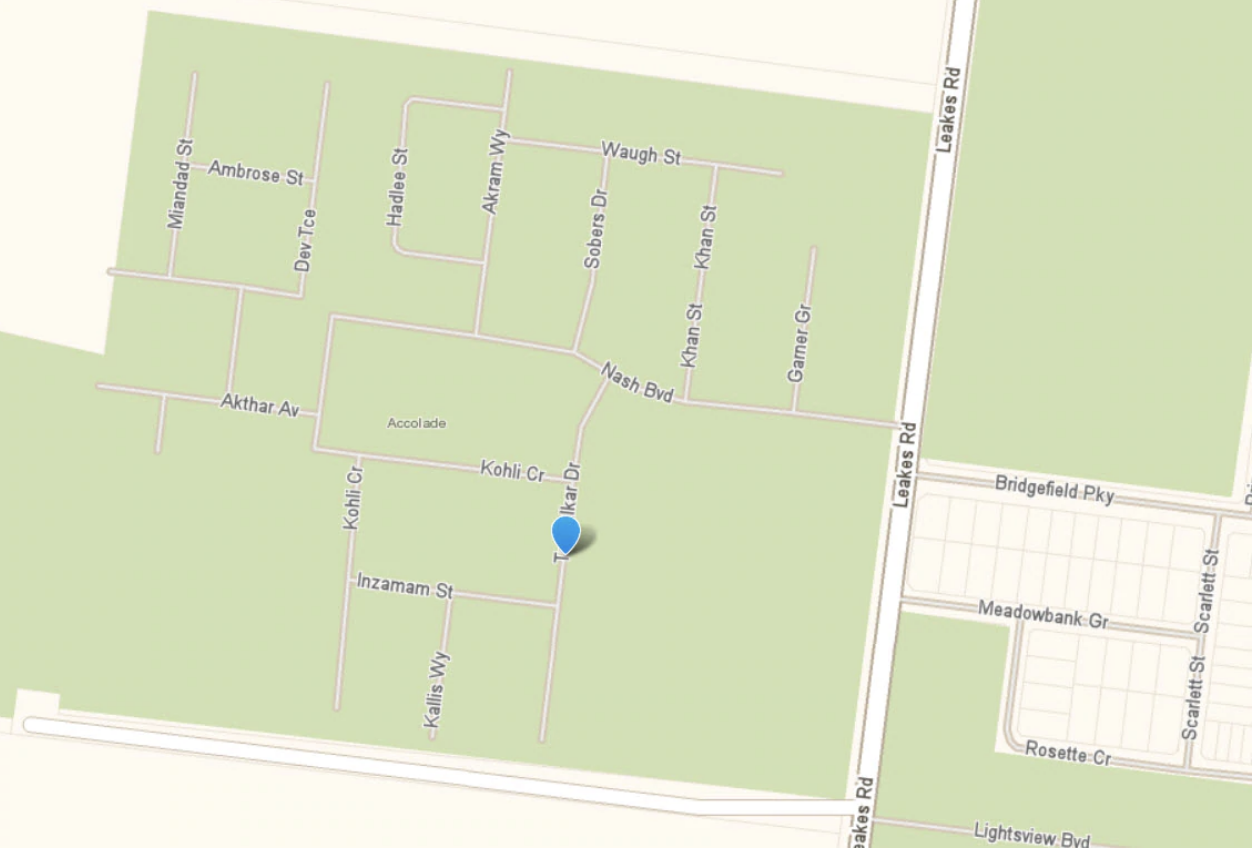 Leakes Rd
Miandad St
Ambrose St
Dev Tce
Hadlee St
Akram Wy
Waugh St
Sobers Dr
Khan St
Khan St
Garner Gr
Nash Bvd
Akthar Av
Accolade
Kohli Cr
Kohli Cr
lkar Dr
Leakes Rd
Bridgefield Pky
Inzamam St
Kallis Wy
Meadowbank Gr
Scarlett St
Scarlett St
Rosette Cr
eakes Rd
Lightsview Bvd